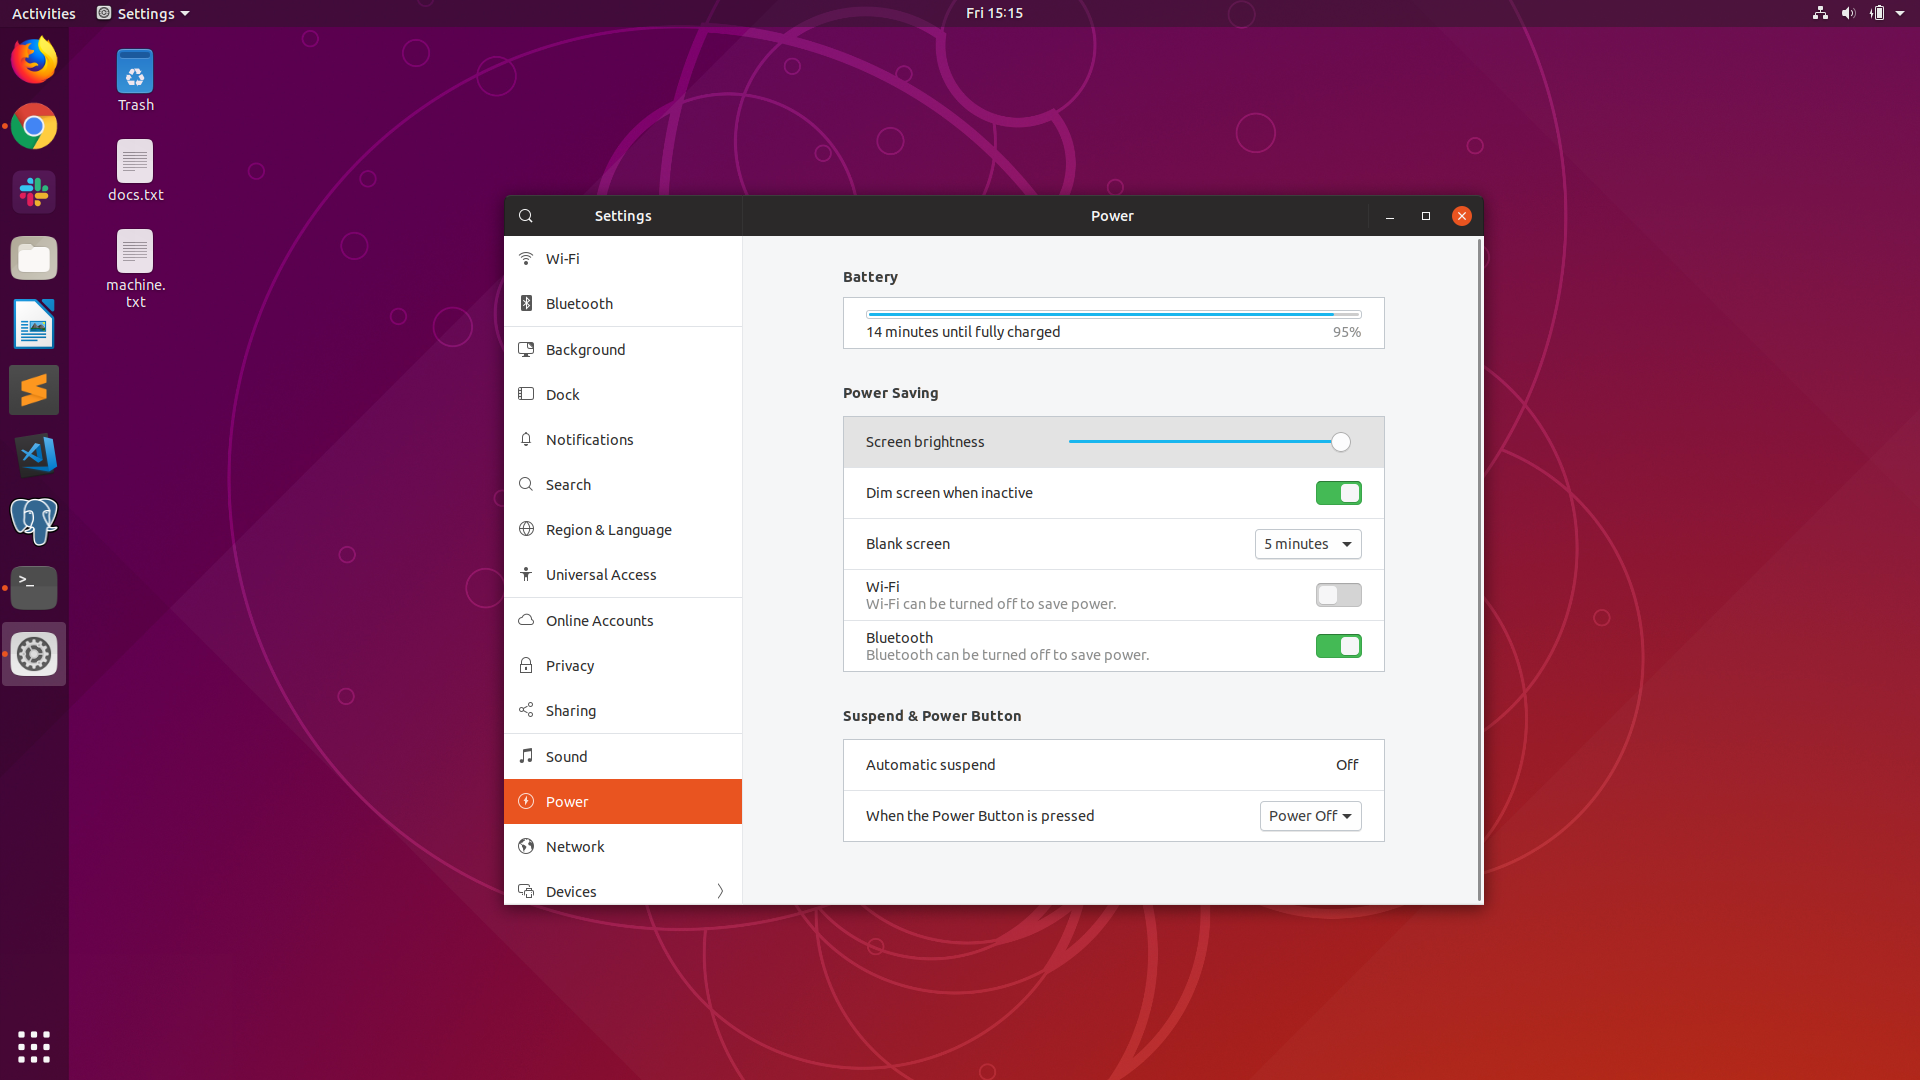 Activities
Settings
Fri 15:15
Trash
docs.txt
machine.
txt
>_
Settings
Power
Wi-Fi
Bluetooth
Background
Dock
Notifications
Search
Region & Language
Universal Access
Online Accounts
Privacy
Sharing
Sound
Power
Network
Devices
Battery
14 minutes until fully charged
95%
Power Saving
Screen brightness
Dim screen when inactive
Blank screen
5 minutes
Wi-Fi
Wi-Fi can be turned off to save power.
Bluetooth
Bluetooth can be turned off to save power.
Suspend & Power Button
Automatic suspend
Off
When the Power Button is pressed
Power Off